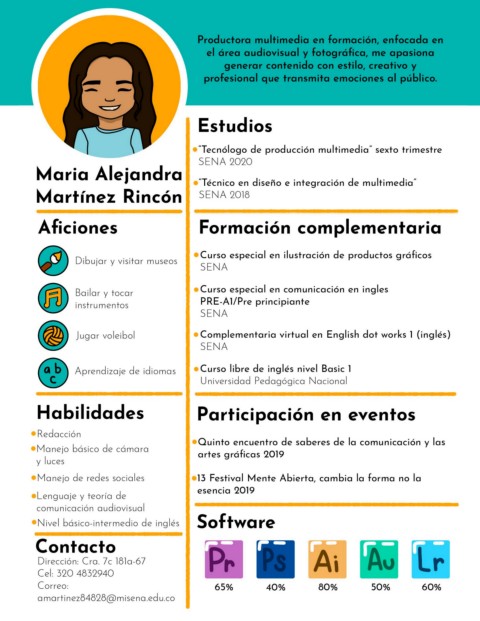 Productora multimedia en formación, enfocada en
el área audiovisual y fotográfica, me apasiona
generar contenido con estilo, creativo y
profesional que transmita emociones al público.
Maria Alejandra
Martínez Rincón
Aficiones
Dibujar y visitar museos
Bailar y tocar
instrumentos
Jugar voleibol
a b
c
Aprendizaje de idiomas
Habilidades
Redacción
Manejo básico de cámara
y luces
Manejo de redes sociales
Lenguaje y teoría de
comunicación audiovisual
Nivel básico-intermedio de inglés
Contacto
Dirección: Cra. 7c 181a-67
Cel: 320 4832940
Correo:
amartinez84828@misena.edu.co
Estudios
"Tecnólogo de producción multimedia" sexto trimestre
SENA 2020
"Técnico en diseño e integración de multimedia"
SENA 2018
Formación complementaria
Curso especial en ilustración de productos gráficos
SENA
Curso especial en comunicación en ingles
PRE-A1/Pre principiante
SENA
Complementaria virtual en English dot works 1 (inglés)
SENA
Curso libre de inglés nivel Basic 1
Universidad Pedagógica Nacional
Participación en eventos
Quinto encuentro de saberes de la comunicación y las
artes gráficas 2019
13 Festival Mente Abierta, cambia la forma no la
esencia 2019
Software
Pr Ps Ai Au Lr
65% 40% 80% 50% 60%